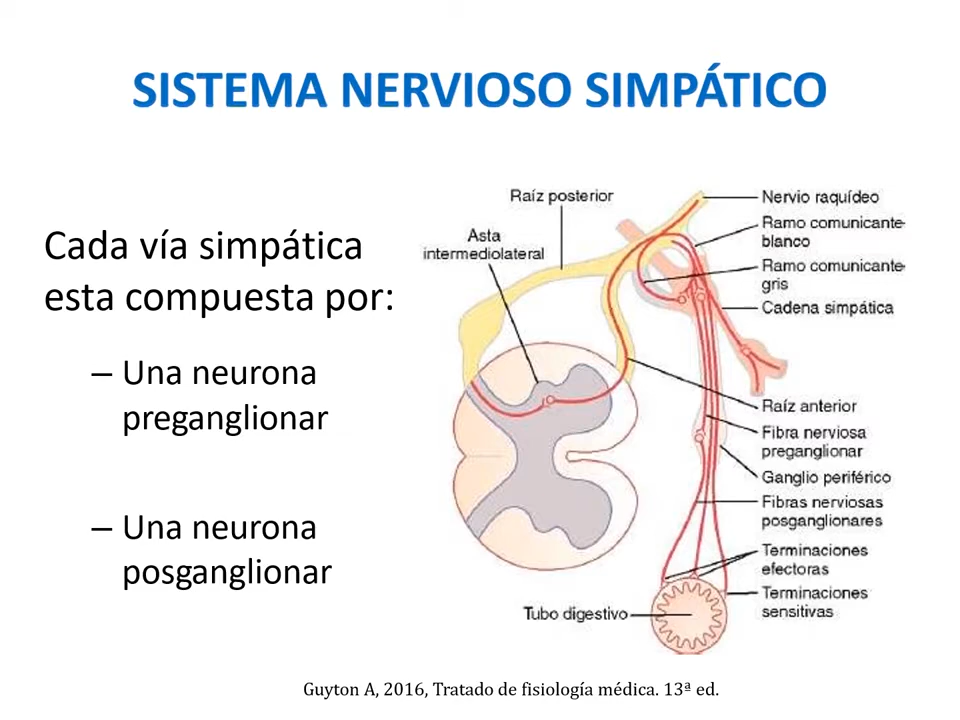 SISTEMA NERVIOSO SIMPÁTICO
Cada vía simpática
esta compuesta por:
– Una neurona
preganglionar
– Una neurona
posganglionar
Raíz posterior
Asta
intermediolateral
Nervio raquídeo
Ramo comunicante
blanco
Ramo comunicante
gris
Cadena simpática
Raíz anterior
Fibra nerviosa
preganglionar
Ganglio periférico
Fibras nerviosas
posganglionares
Terminaciones
efectoras
Terminaciones
sensitivas
Tubo digestivo
Guyton A, 2016, Tratado de fisiología médica. 13ª ed.